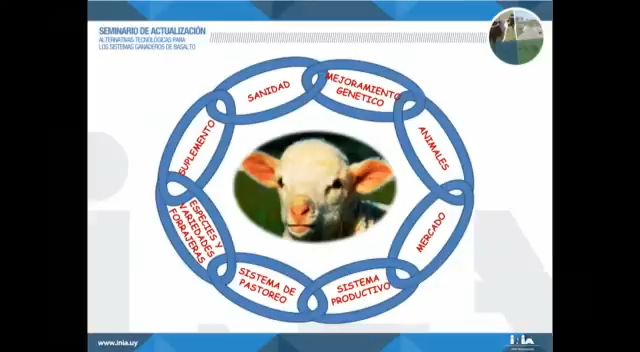 SEMINARIO DE ACTUALIZACIÓN
ALTERNATIVAS TECNOLÓGICAS PARA
LOS SISTEMAS GANADEROS DE BASALTO
SANIDAD
MEJORAMIENTO
GENETICO
ANIMALES
MERCADO
SISTEMA
PRODUCTIVO
SISTEMA DE
PASTOREO
ESPECIES Y
VARIEDADES
FORRAJERAS
SUPLEMENTO
www.inia.uy
inia